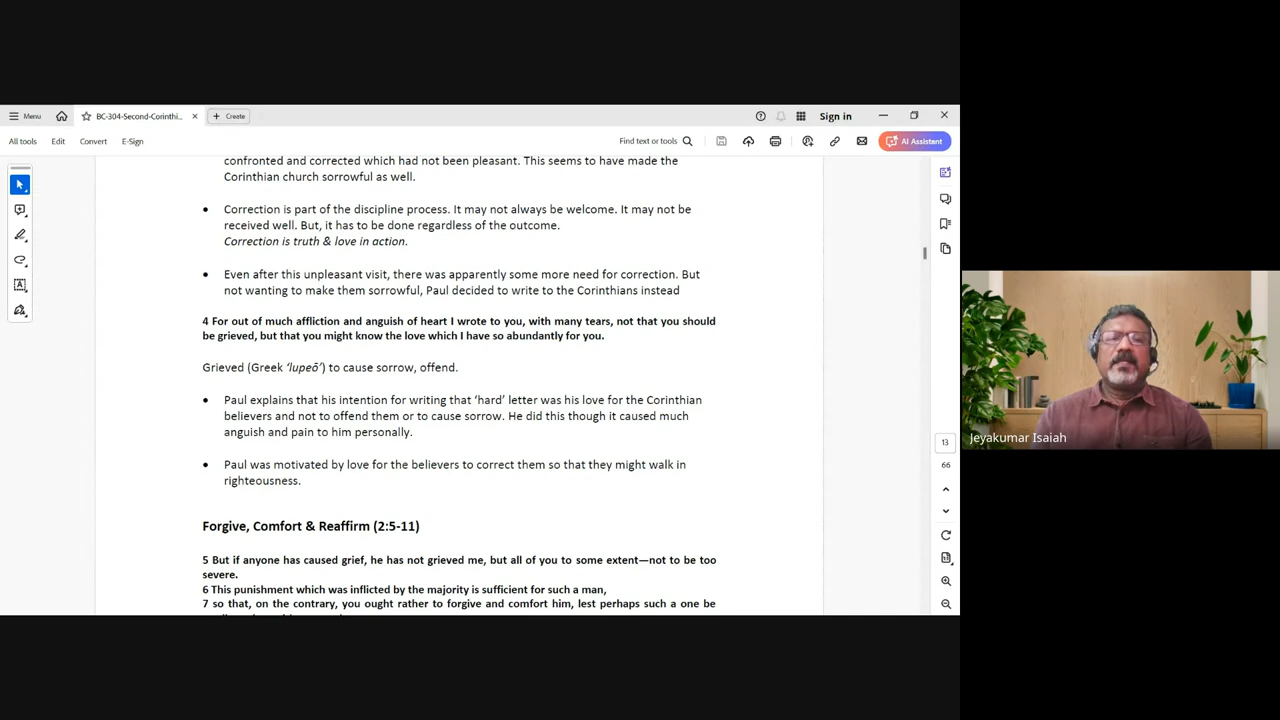 Menu
BC-304-Second-Corinthi...
Create
Sign in
All tools
Edit
Convert
E-Sign
Find text or tools
AI Assistant
confronted and corrected which had not been pleasant. This seems to have made the
Corinthian church sorrowful as well.
• Correction is part of the discipline process. It may not always be welcome. It may not be
received well. But, it has to be done regardless of the outcome.
Correction is truth & love in action.
• Even after this unpleasant visit, there was apparently some more need for correction. But
not wanting to make them sorrowful, Paul decided to write to the Corinthians instead
4 For out of much affliction and anguish of heart I wrote to you, with many tears, not that you should
be grieved, but that you might know the love which I have so abundantly for you.
Grieved (Greek ‘lupeō’) to cause sorrow, offend.
• Paul explains that his intention for writing that ‘hard’ letter was his love for the Corinthian
believers and not to offend them or to cause sorrow. He did this though it caused much
anguish and pain to him personally.
• Paul was motivated by love for the believers to correct them so that they might walk in
righteousness.
Forgive, Comfort & Reaffirm (2:5-11)
5 But if anyone has caused grief, he has not grieved me, but all of you to some extent—not to be too
severe.
6 This punishment which was inflicted by the majority is sufficient for such a man,
7 so that, on the contrary, you ought rather to forgive and comfort him, lest perhaps such a one be
13
66
Jeyakumar Isaiah